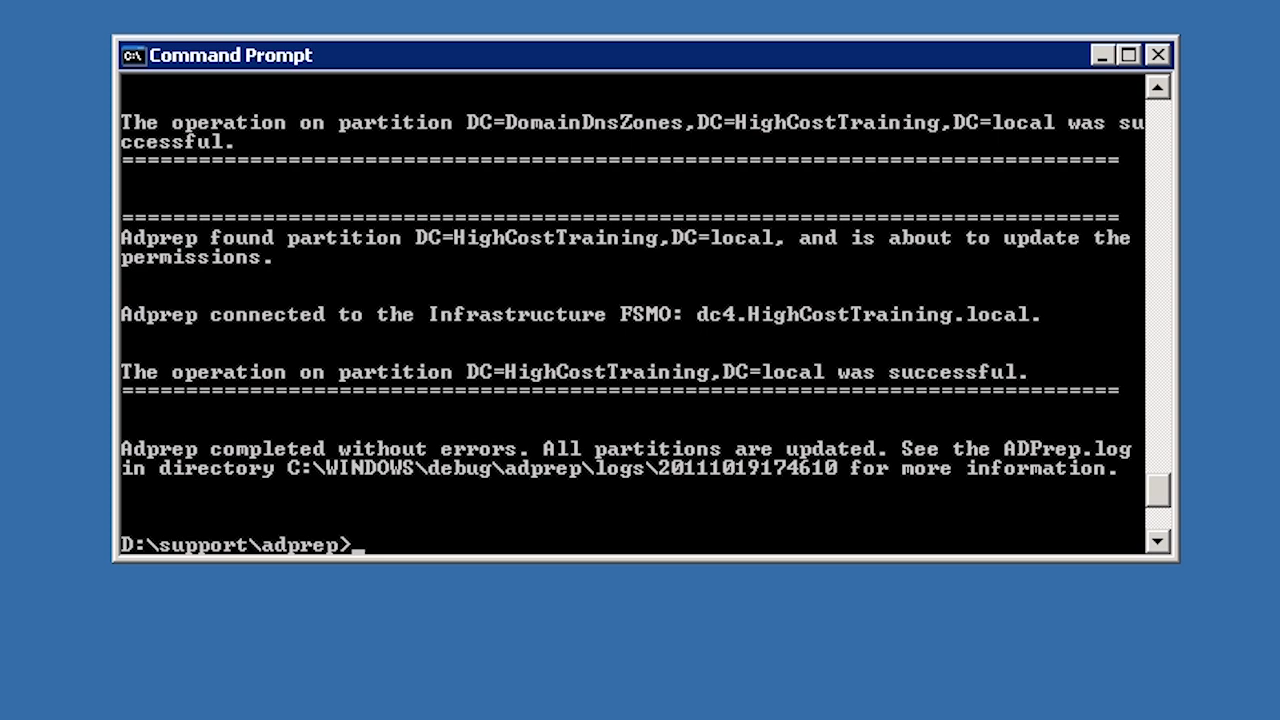 Command Prompt
The operation on partition DC=DomainDnsZones,DC=HighCostTraining,DC=local was su
ccessful.
==============================================================================
==============================================================================
Adprep found partition DC=HighCostTraining,DC=local, and is about to update the
permissions.
Adprep connected to the Infrastructure FSMO: dc4.HighCostTraining.local.
The operation on partition DC=HighCostTraining,DC=local was successful.
==============================================================================
Adprep completed without errors. All partitions are updated. See the ADPrep.log
in directory C:\WINDOWS\debug\adprep\logs\20111019174610 for more information.
D:\support\adprep>_